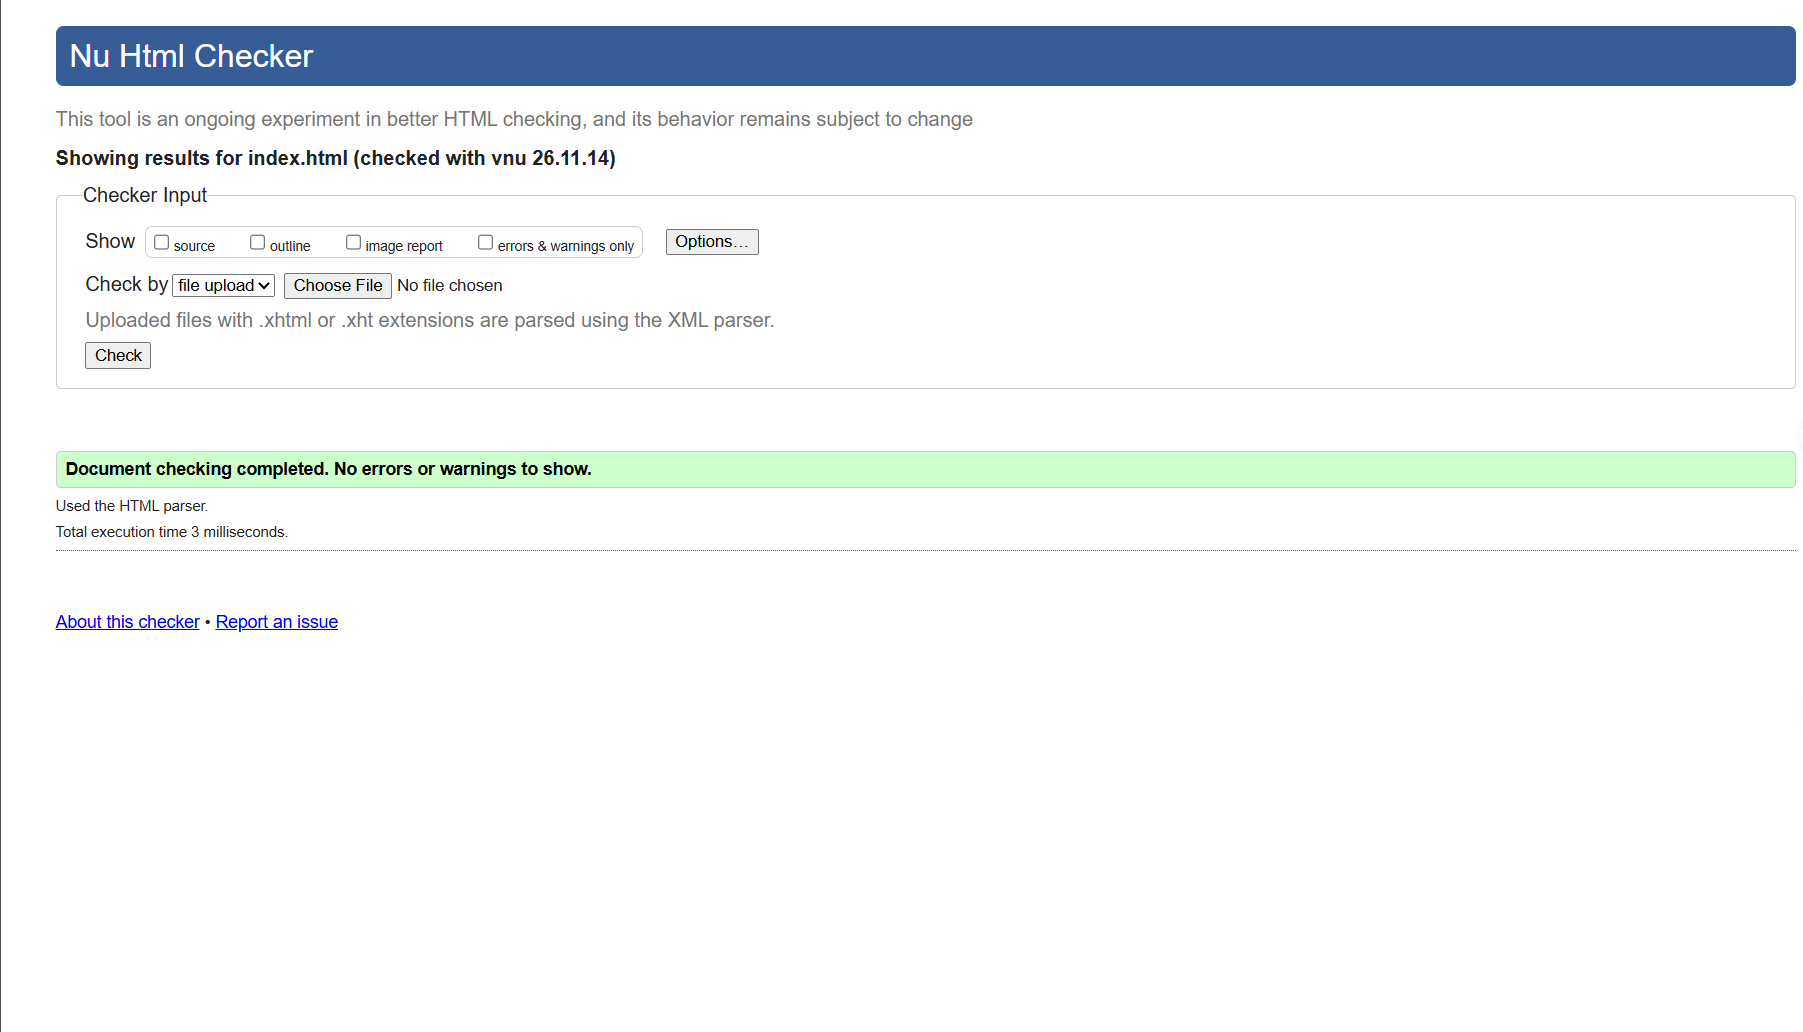 Nu Html Checker
This tool is an ongoing experiment in better HTML checking, and its behavior remains subject to change
Showing results for index.html (checked with vnu 26.11.14)
Checker Input
Show source outline image report errors & warnings only Options…
Check by file upload Choose File No file chosen
Uploaded files with .xhtml or .xht extensions are parsed using the XML parser.
Check
Document checking completed. No errors or warnings to show.
Used the HTML parser.
Total execution time 3 milliseconds.
About this checker • Report an issue